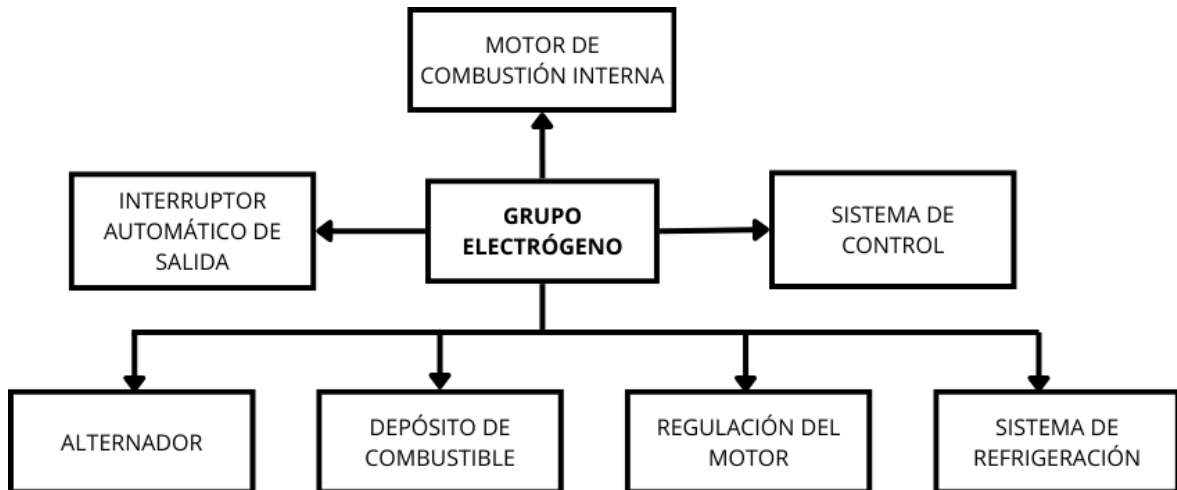 MOTOR DE
COMBUSTIÓN INTERNA
INTERRUPTOR
AUTOMÁTICO DE
SALIDA
GRUPO
ELECTRÓGENO
SISTEMA DE
CONTROL
ALTERNADOR
DEPÓSITO DE
COMBUSTIBLE
REGULACIÓN DEL
MOTOR
SISTEMA DE
REFRIGERACIÓN